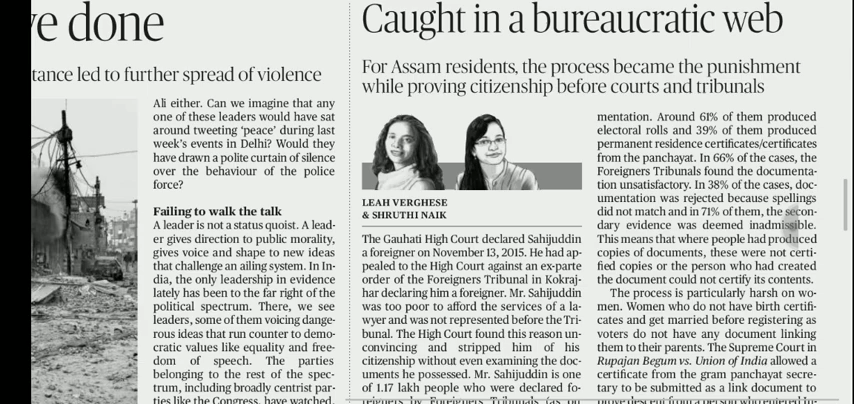 ve done
tance led to further spread of violence
Ali either. Can we imagine that any
one of these leaders would have sat
around tweeting ‘peace’ during last
week’s events in Delhi? Would they
have drawn a polite curtain of silence
over the behaviour of the police
force?
Failing to walk the talk
A leader is not a status quoist. A lead-
er gives direction to public morality,
gives voice and shape to new ideas
that challenge an ailing system. In In-
dia, the only leadership in evidence
lately has been to the far right of the
political spectrum. There, we see
leaders, some of them voicing dange-
rous ideas that run counter to demo-
cratic values like equality and free-
dom of speech. The parties
belonging to the rest of the spec-
trum, including broadly centrist par-
ties like the Congress, have watched,
Caught in a bureaucratic web
For Assam residents, the process became the punishment
while proving citizenship before courts and tribunals
LEAH VERGHESE
& SHRUTHI NAIK
The Gauhati High Court declared Sahijuddin
a foreigner on November 13, 2015. He had ap-
pealed to the High Court against an ex-parte
order of the Foreigners Tribunal in Kokraj-
har declaring him a foreigner. Mr. Sahijuddin
was too poor to afford the services of a la-
wyer and was not represented before the Tri-
bunal. The High Court found this reason un-
convincing and stripped him of his
citizenship without even examining the doc-
uments he possessed. Mr. Sahijuddin is one
of 1.17 lakh people who were declared fo-
reigners by Foreigners Tribunals (as on
mentation. Around 61% of them produced
electoral rolls and 39% of them produced
permanent residence certificates/certificates
from the panchayat. In 66% of the cases, the
Foreigners Tribunals found the documenta-
tion unsatisfactory. In 38% of the cases, doc-
umentation was rejected because spellings
did not match and in 71% of them, the secon-
dary evidence was deemed inadmissible.
This means that where people had produced
copies of documents, these were not certi-
fied copies or the person who had created
the document could not certify its contents.
The process is particularly harsh on wo-
men. Women who do not have birth certifi-
cates and get married before registering as
voters do not have any document linking
them to their parents. The Supreme Court in
Rupajan Begum vs. Union of India allowed a
certificate from the gram panchayat secre-
tary to be submitted as a link document to
prove descent from a person who entered In-